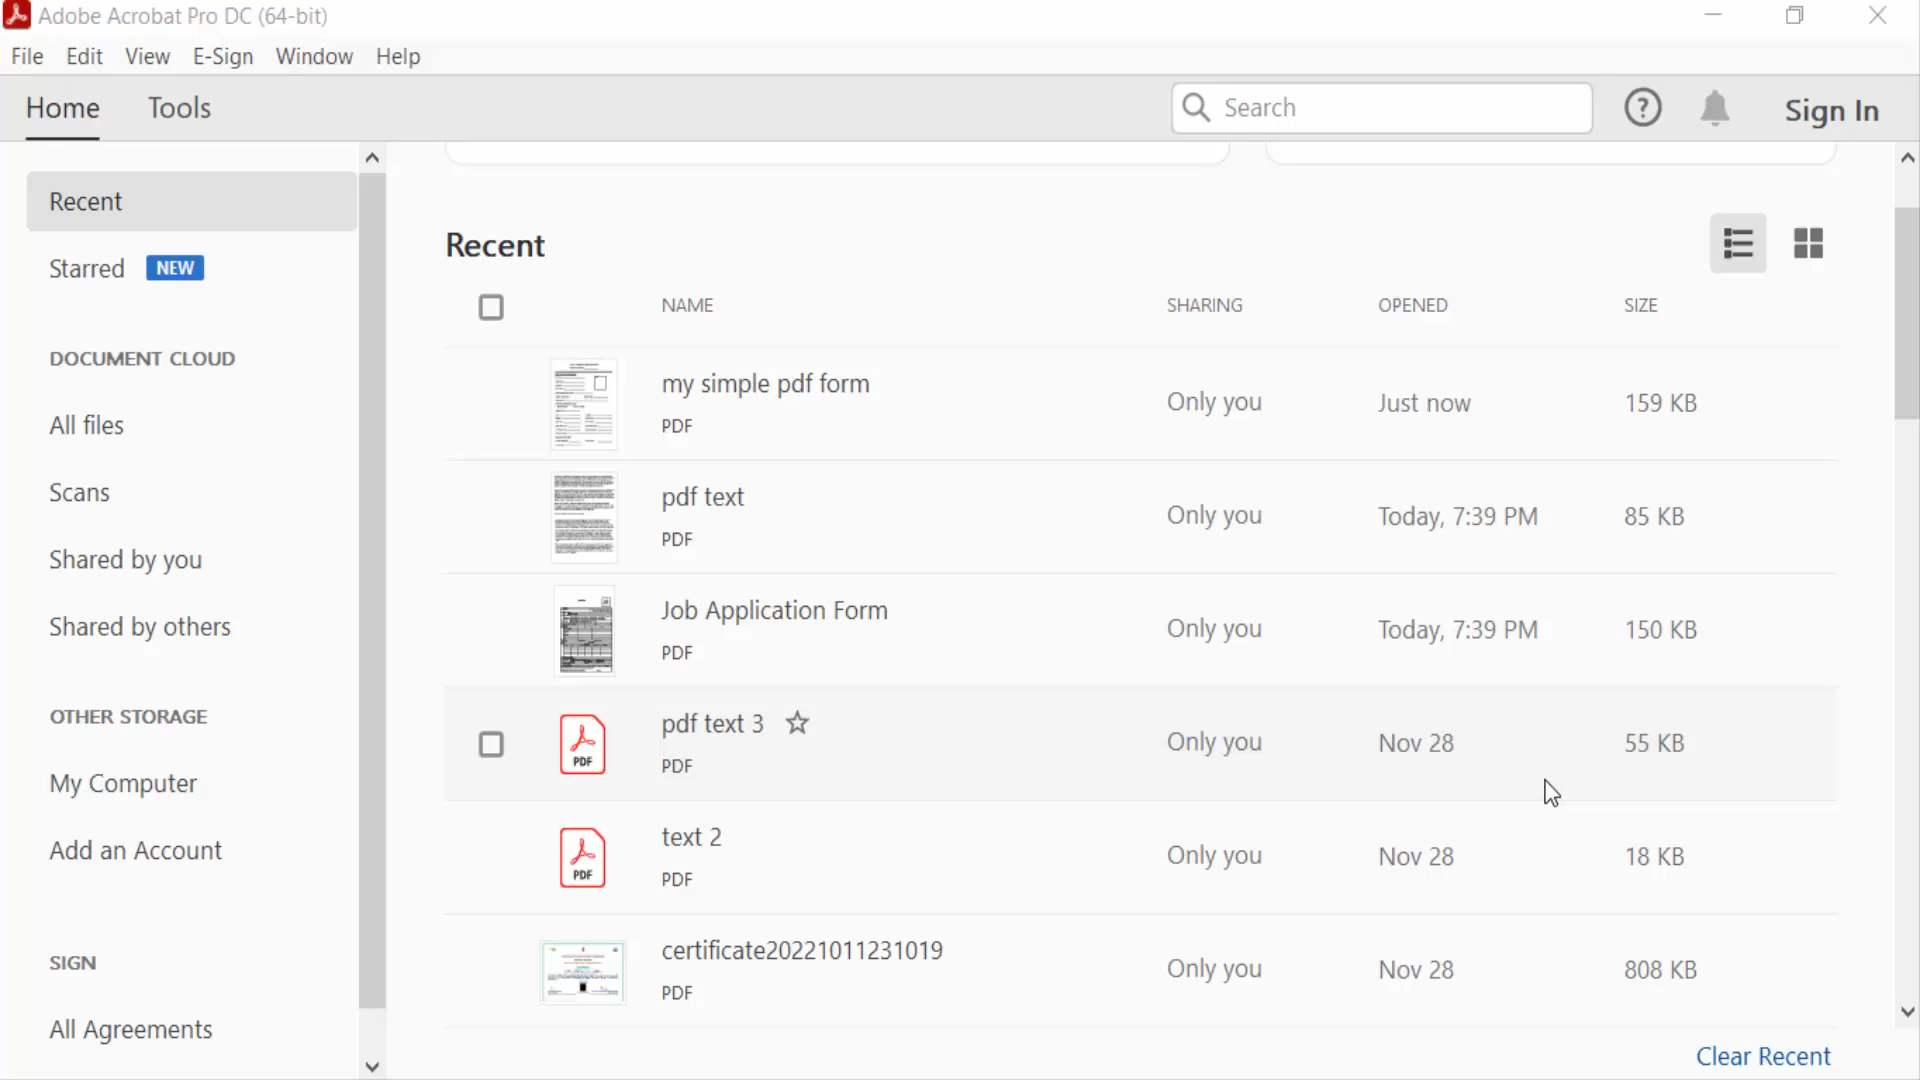 Adobe Acrobat Pro DC (64-bit)
File Edit View E-Sign Window Help
Home Tools Search Sign In
Recent
Starred NEW
DOCUMENT CLOUD
All files
Scans
Shared by you
Shared by others
OTHER STORAGE
My Computer
Add an Account
SIGN
All Agreements
Recent
NAME SHARING OPENED SIZE
my simple pdf form
PDF
Only you Just now 159 KB
pdf text
PDF
Only you Today, 7:39 PM 85 KB
Job Application Form
PDF
Only you Today, 7:39 PM 150 KB
PDF
pdf text 3
PDF
Only you Nov 28 55 KB
PDF
text 2
PDF
Only you Nov 28 18 KB
certificate20221011231019
PDF
Only you Nov 28 808 KB
Clear Recent